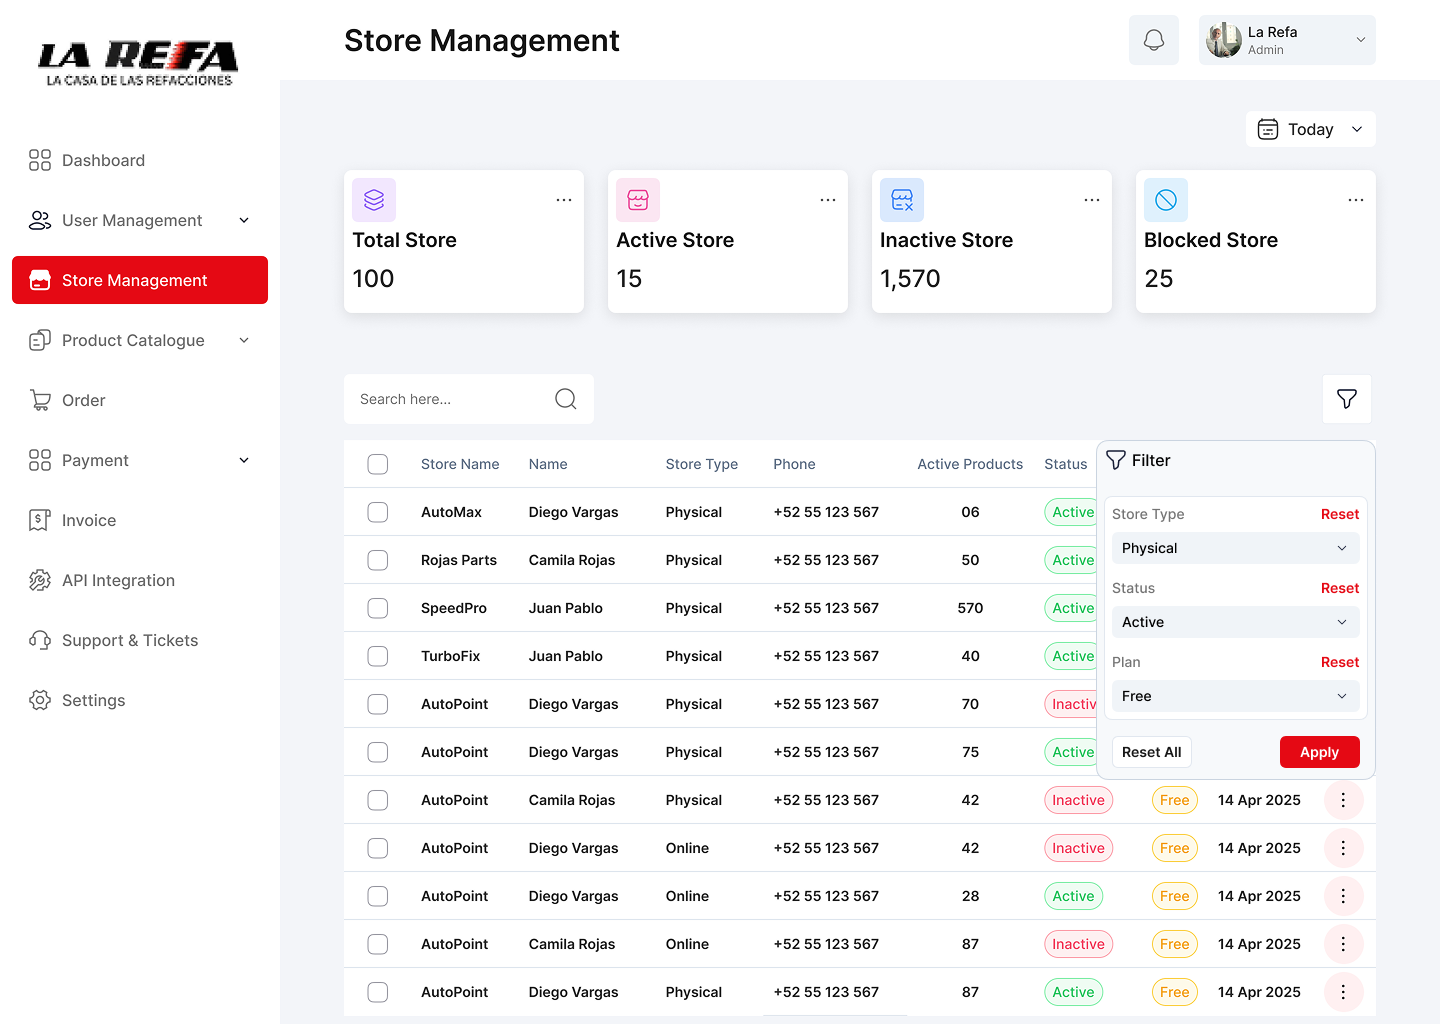 LA REFA
LA CASA DE LAS REFACCIONES
Dashboard
User Management
Store Management
Product Catalogue
Order
Payment
Invoice
API Integration
Support & Tickets
Settings
Store Management
La Refa
Admin
Today
Total Store
100
Active Store
15
Inactive Store
1,570
Blocked Store
25
Search here...
Store Name Name Store Type Phone Active Products Status
AutoMax Diego Vargas Physical +52 55 123 567 06 Active
Rojas Parts Camila Rojas Physical +52 55 123 567 50 Active
SpeedPro Juan Pablo Physical +52 55 123 567 570 Active
TurboFix Juan Pablo Physical +52 55 123 567 40 Active
AutoPoint Diego Vargas Physical +52 55 123 567 70 Inactiv
AutoPoint Diego Vargas Physical +52 55 123 567 75 Active
AutoPoint Camila Rojas Physical +52 55 123 567 42 Inactive Free 14 Apr 2025
AutoPoint Diego Vargas Online +52 55 123 567 42 Inactive Free 14 Apr 2025
AutoPoint Diego Vargas Online +52 55 123 567 28 Active Free 14 Apr 2025
AutoPoint Camila Rojas Online +52 55 123 567 87 Inactive Free 14 Apr 2025
AutoPoint Diego Vargas Physical +52 55 123 567 87 Active Free 14 Apr 2025
Filter
Store Type Reset
Physical
Status Reset
Active
Plan Reset
Free
Reset All Apply